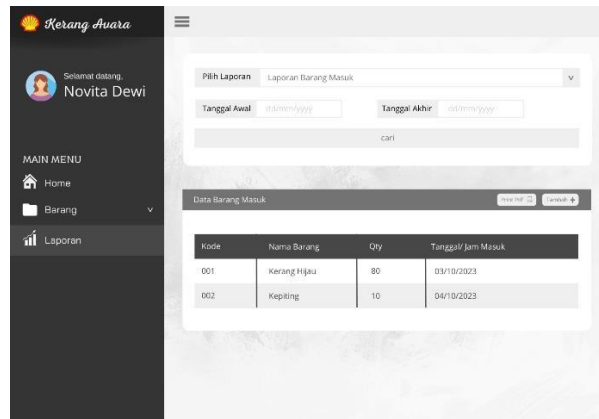 Kerang Avara
Selamat datang,
Novita Dewi
MAIN MENU
Home
Barang
Laporan
Pilih Laporan Laporan Barang Masuk
Tanggal Awal dd/mm/yyyy Tanggal Akhir dd/mm/yyyy
cari
Data Barang Masuk Print Pdf Tambah +
Kode Nama Barang Qty Tanggal/ Jam Masuk
001 Kerang Hijau 80 03/10/2023
002 Kepiting 10 04/10/2023